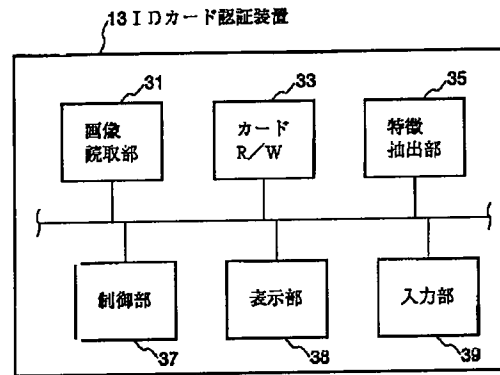 13 IDカード認証装置
31
33
35
画像
読取部
カード
R/W
特徴
抽出部
制御部
表示部
入力部
37
38
39